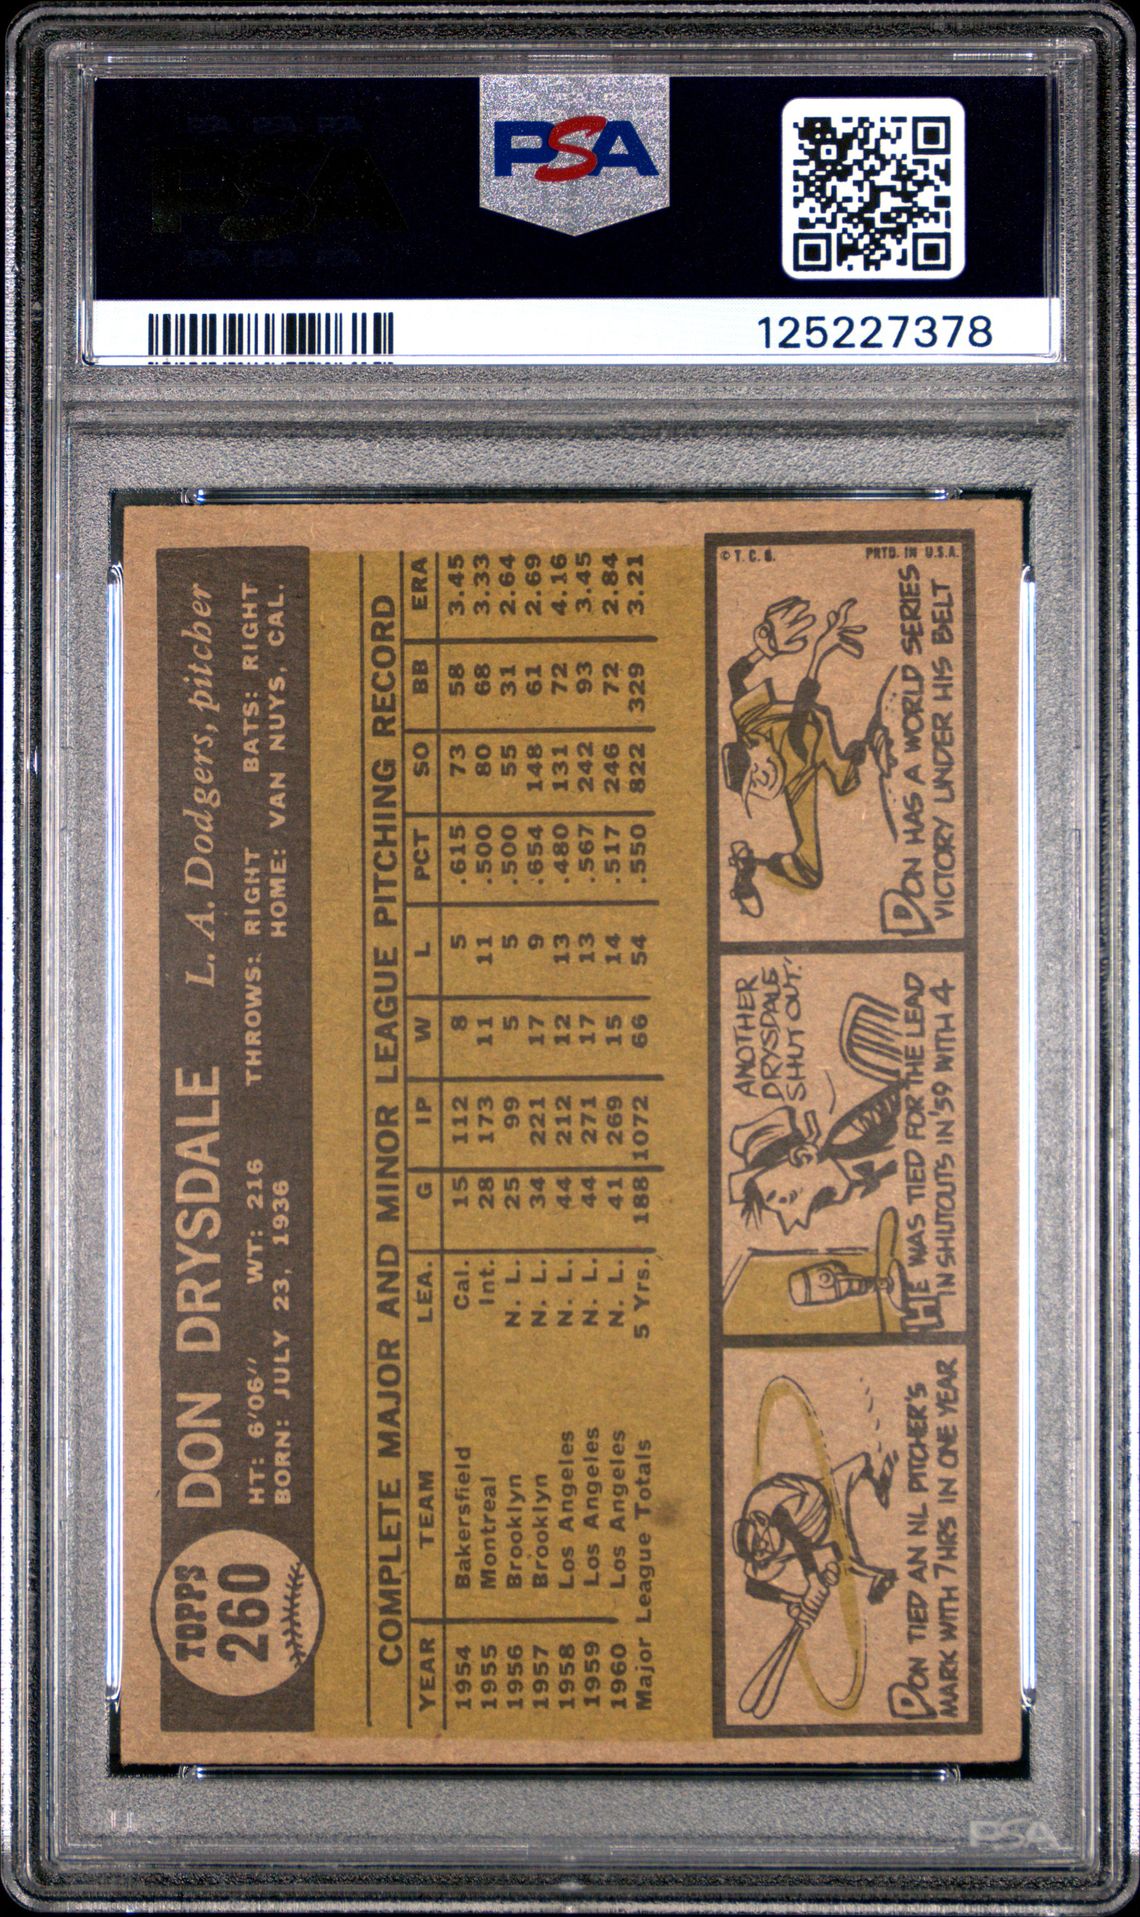 PSA
125227378
TOPPS
260
DON DRYSDALE L. A. Dodgers, pitcher
HT: 6'06" WT: 216 THROWS: RIGHT BATS: RIGHT
BORN: JULY 23, 1936 HOME: VAN NUYS, CAL.
COMPLETE MAJOR AND MINOR LEAGUE PITCHING RECORD
YEAR TEAM LEA. G IP W L PCT SO BB ERA
1954 Bakersfield Cal. 15 112 8 5 .615 73 58 3.45
1955 Montreal Int. 28 173 11 11 .500 80 68 3.33
1956 Brooklyn N. L. 25 99 5 5 .500 55 31 2.64
1957 Brooklyn N. L. 34 221 17 9 .654 148 61 2.69
1958 Los Angeles N. L. 44 212 12 13 .480 131 72 4.16
1959 Los Angeles N. L. 44 271 17 13 .567 242 93 3.45
1960 Los Angeles N. L. 41 269 15 14 .517 246 72 2.84
Major League Totals 5 Yrs. 188 1072 66 54 .550 822 329 3.21
DON TIED AN NL PITCHER'S
MARK WITH 7HRS IN ONE YEAR
ANOTHER
DRYSDALE
SHUT OUT!
HE WAS TIED FOR THE LEAD
IN SHUTOUTS IN '59 WITH 4
© T. C. G.
PRTD. IN U.S.A.
DON HAS A WORLD SERIES
VICTORY UNDER HIS BELT
PSA